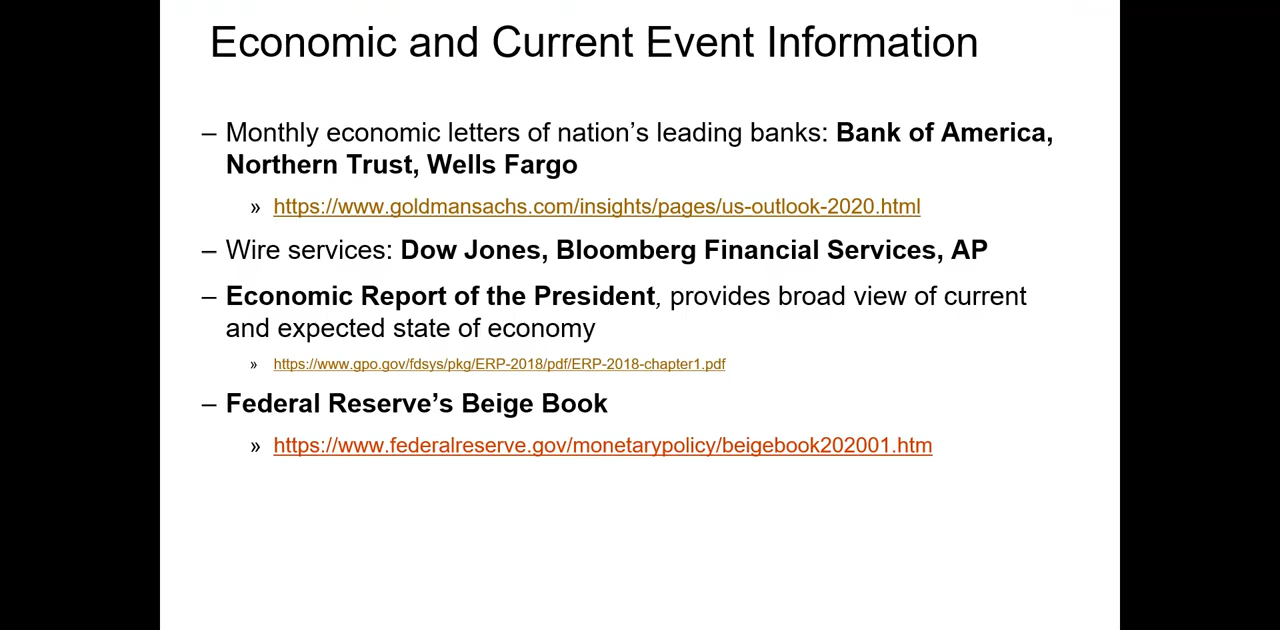 Economic and Current Event Information
– Monthly economic letters of nation’s leading banks: Bank of America,
Northern Trust, Wells Fargo
» https://www.goldmansachs.com/insights/pages/us-outlook-2020.html
– Wire services: Dow Jones, Bloomberg Financial Services, AP
– Economic Report of the President, provides broad view of current
and expected state of economy
» https://www.gpo.gov/fdsys/pkg/ERP-2018/pdf/ERP-2018-chapter1.pdf
– Federal Reserve’s Beige Book
» https://www.federalreserve.gov/monetarypolicy/beigebook202001.htm